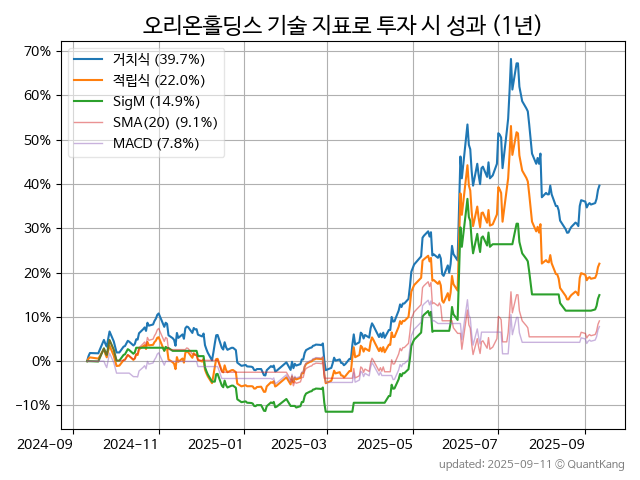 오리온홀딩스 기술 지표로 투자 시 성과 (1년)
거치식 (39.7%)
적립식 (22.0%)
SigM (14.9%)
SMA(20) (9.1%)
MACD (7.8%)
70%
60%
50%
40%
30%
20%
10%
0%
−10%
2024-09 2024-11 2025-01 2025-03 2025-05 2025-07 2025-09
updated: 2025-09-11 © QuantKang